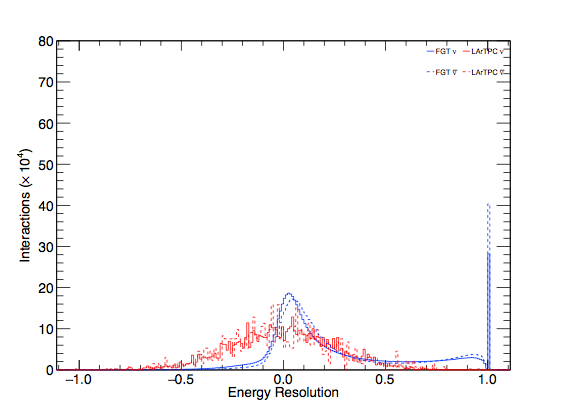 80
70
60
50
40
30
20
10
0
Interactions (× 10⁴)
FGT ν LArTPC ν
FGT ν̅ LArTPC ν̅
−1.0 −0.5 0.0 0.5 1.0
Energy Resolution